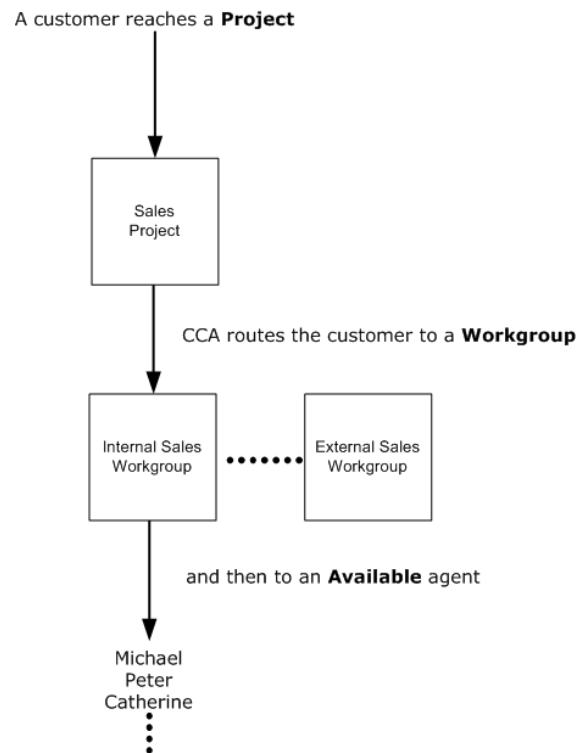 A customer reaches a Project
Sales
Project
CCA routes the customer to a Workgroup
Internal Sales
Workgroup
External Sales
Workgroup
and then to an Available agent
Michael
Peter
Catherine